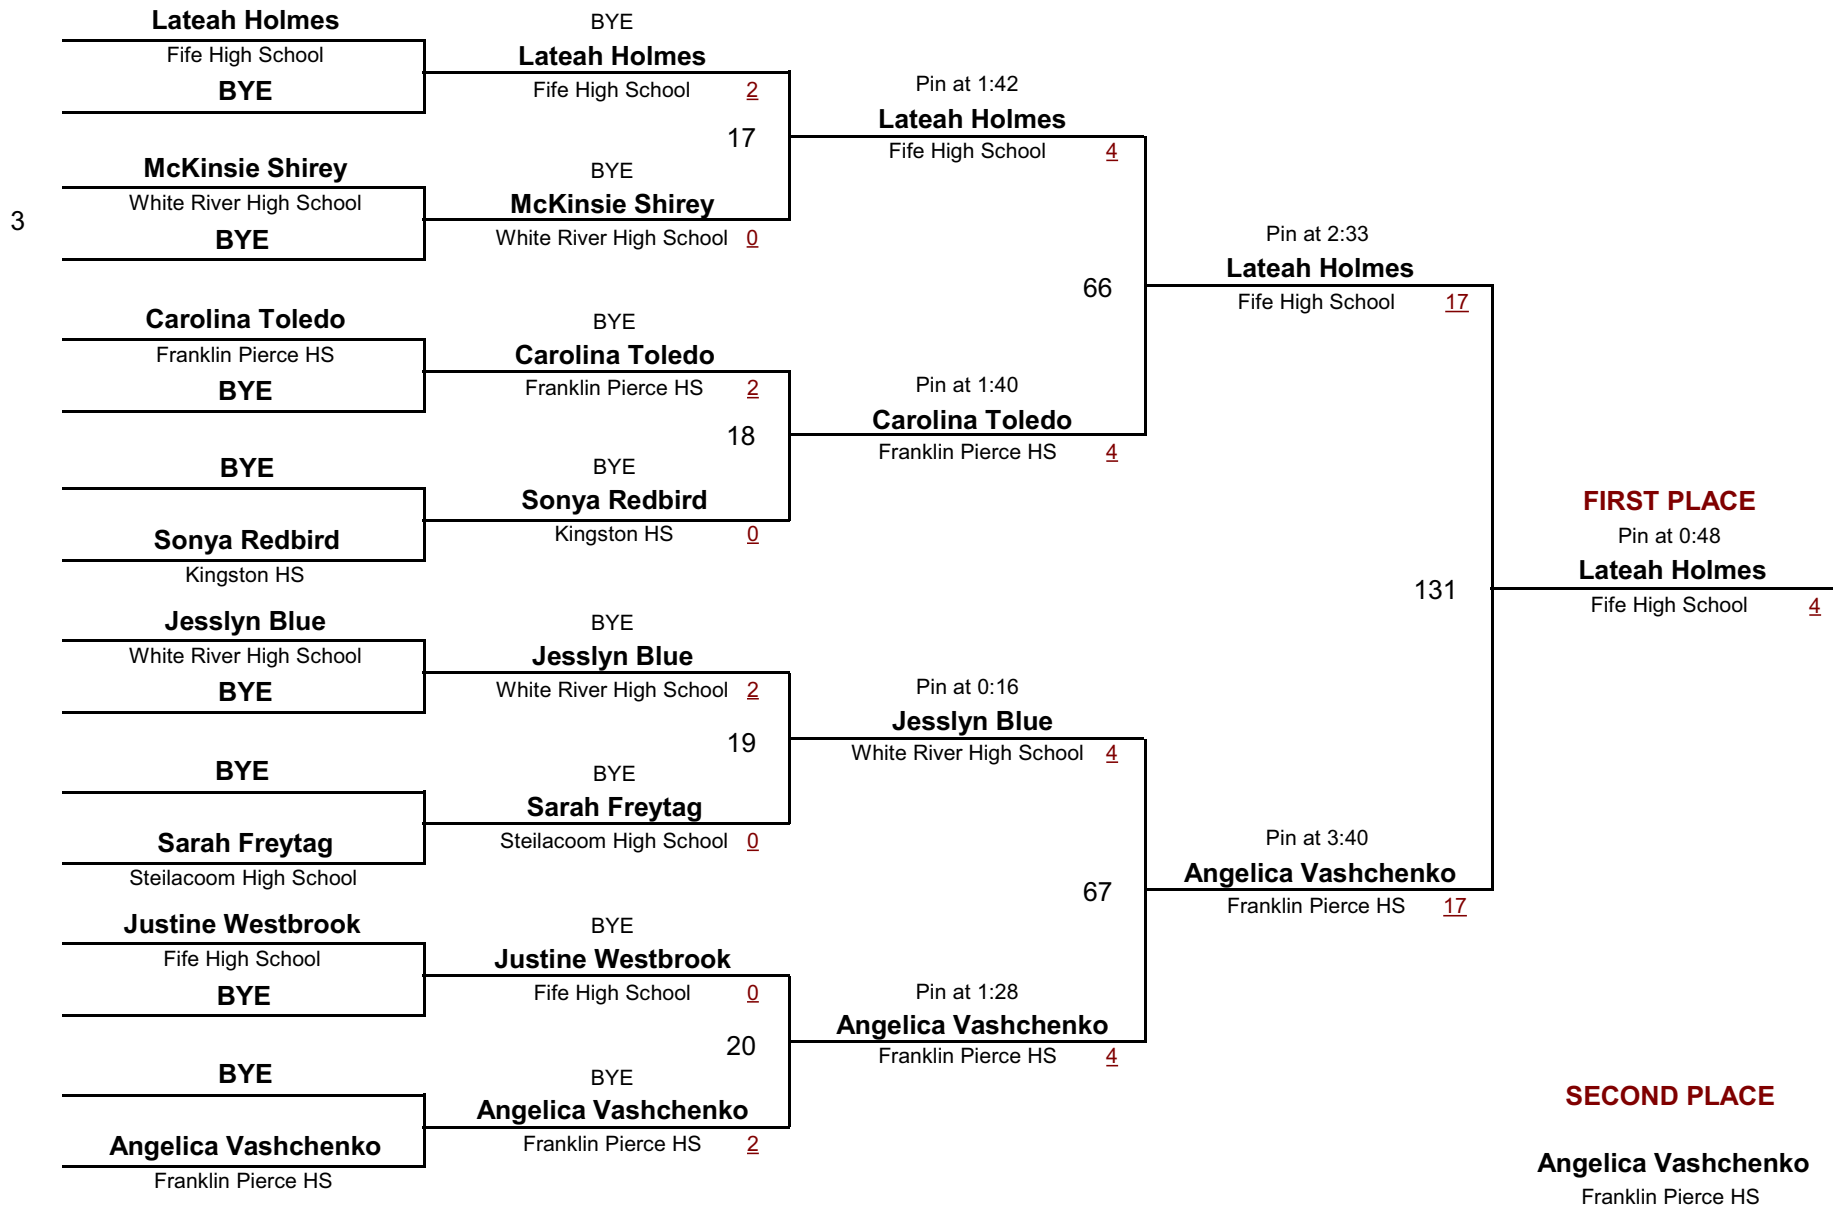 Lateah Holmes
Fife High School
BYE
McKinsie Shirey
White River High School
BYE
3
Carolina Toledo
Franklin Pierce HS
BYE
BYE
Sonya Redbird
Kingston HS
Jesslyn Blue
White River High School
BYE
BYE
Sarah Freytag
Steilacoom High School
Justine Westbrook
Fife High School
BYE
BYE
Angelica Vashchenko
Franklin Pierce HS
BYE
Lateah Holmes
Fife High School 2
17
BYE
McKinsie Shirey
White River High School 0
BYE
Carolina Toledo
Franklin Pierce HS 2
18
BYE
Sonya Redbird
Kingston HS 0
BYE
Jesslyn Blue
White River High School 2
19
BYE
Sarah Freytag
Steilacoom High School 0
BYE
Justine Westbrook
Fife High School 0
20
BYE
Angelica Vashchenko
Franklin Pierce HS 2
Pin at 1:42
Lateah Holmes
Fife High School 4
66
Pin at 1:40
Carolina Toledo
Franklin Pierce HS 4
Pin at 0:16
Jesslyn Blue
White River High School 4
67
Pin at 1:28
Angelica Vashchenko
Franklin Pierce HS 4
Pin at 2:33
Lateah Holmes
Fife High School 17
131
Pin at 3:40
Angelica Vashchenko
Franklin Pierce HS 17
FIRST PLACE
Pin at 0:48
Lateah Holmes
Fife High School 4
SECOND PLACE
Angelica Vashchenko
Franklin Pierce HS